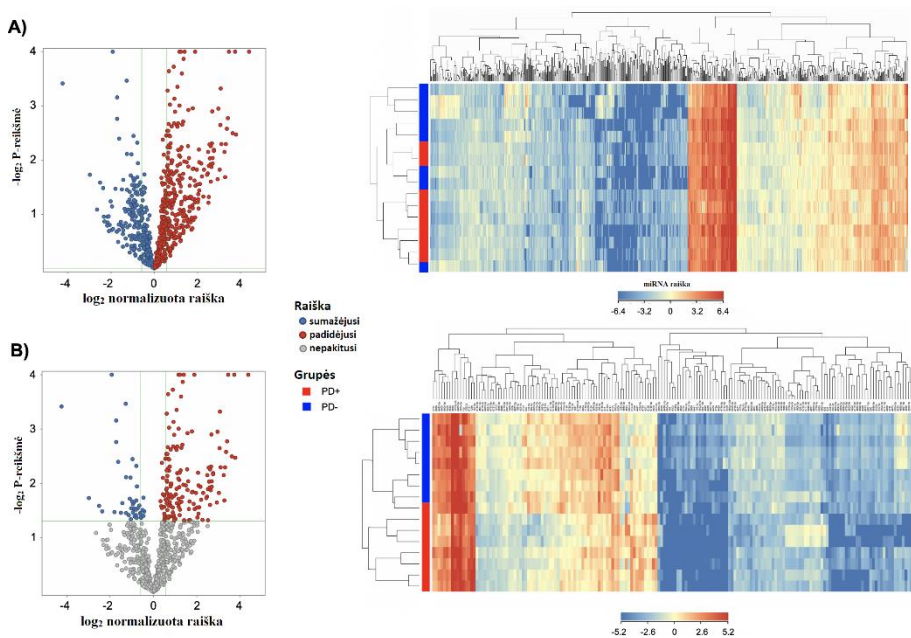 A)
-log₂ P-reikšmė
4
3
2
1
-4 -2 0 2 4
log₂ normalizuota raiška
miRNA raiška
-6.4 -3.2 0 3.2 6.4
Raiška
sumažėjusi
padidėjusi
nepakitusi
Grupės
PD+
PD-
B)
-log₂ P-reikšmė
4
3
2
1
-4 -2 0 2 4
log₂ normalizuota raiška
-5.2 -2.6 0 2.6 5.2